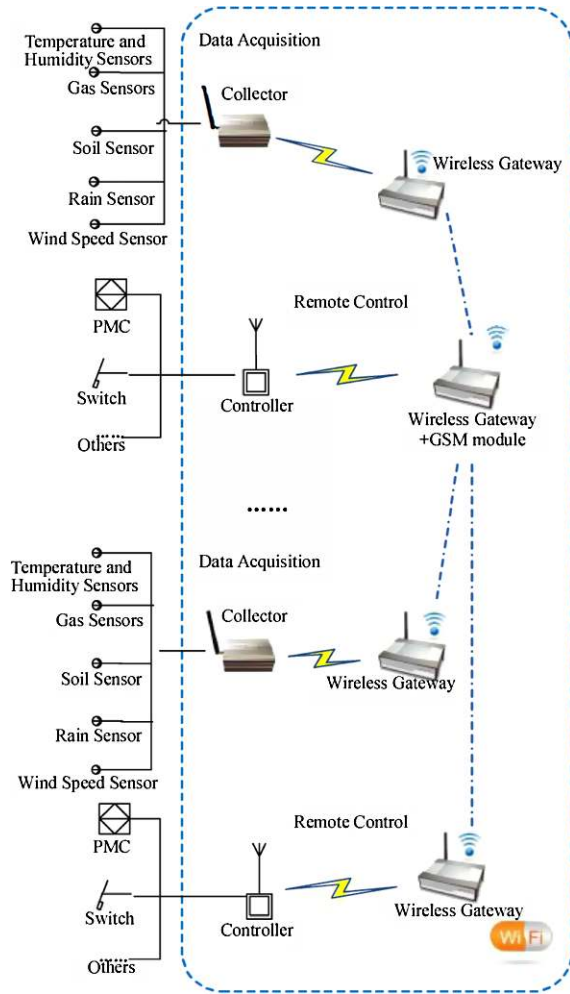 Temperature and
Humidity Sensors
Gas Sensors
Soil Sensor
Rain Sensor
Wind Speed Sensor
Data Acquisition
Collector
Wireless Gateway
PMC
Switch
Others
Remote Control
Controller
Wireless Gateway
+GSM module
......
Temperature and
Humidity Sensors
Gas Sensors
Soil Sensor
Rain Sensor
Wind Speed Sensor
Data Acquisition
Collector
Wireless Gateway
PMC
Switch
Others
Remote Control
Controller
Wireless Gateway
Wi Fi